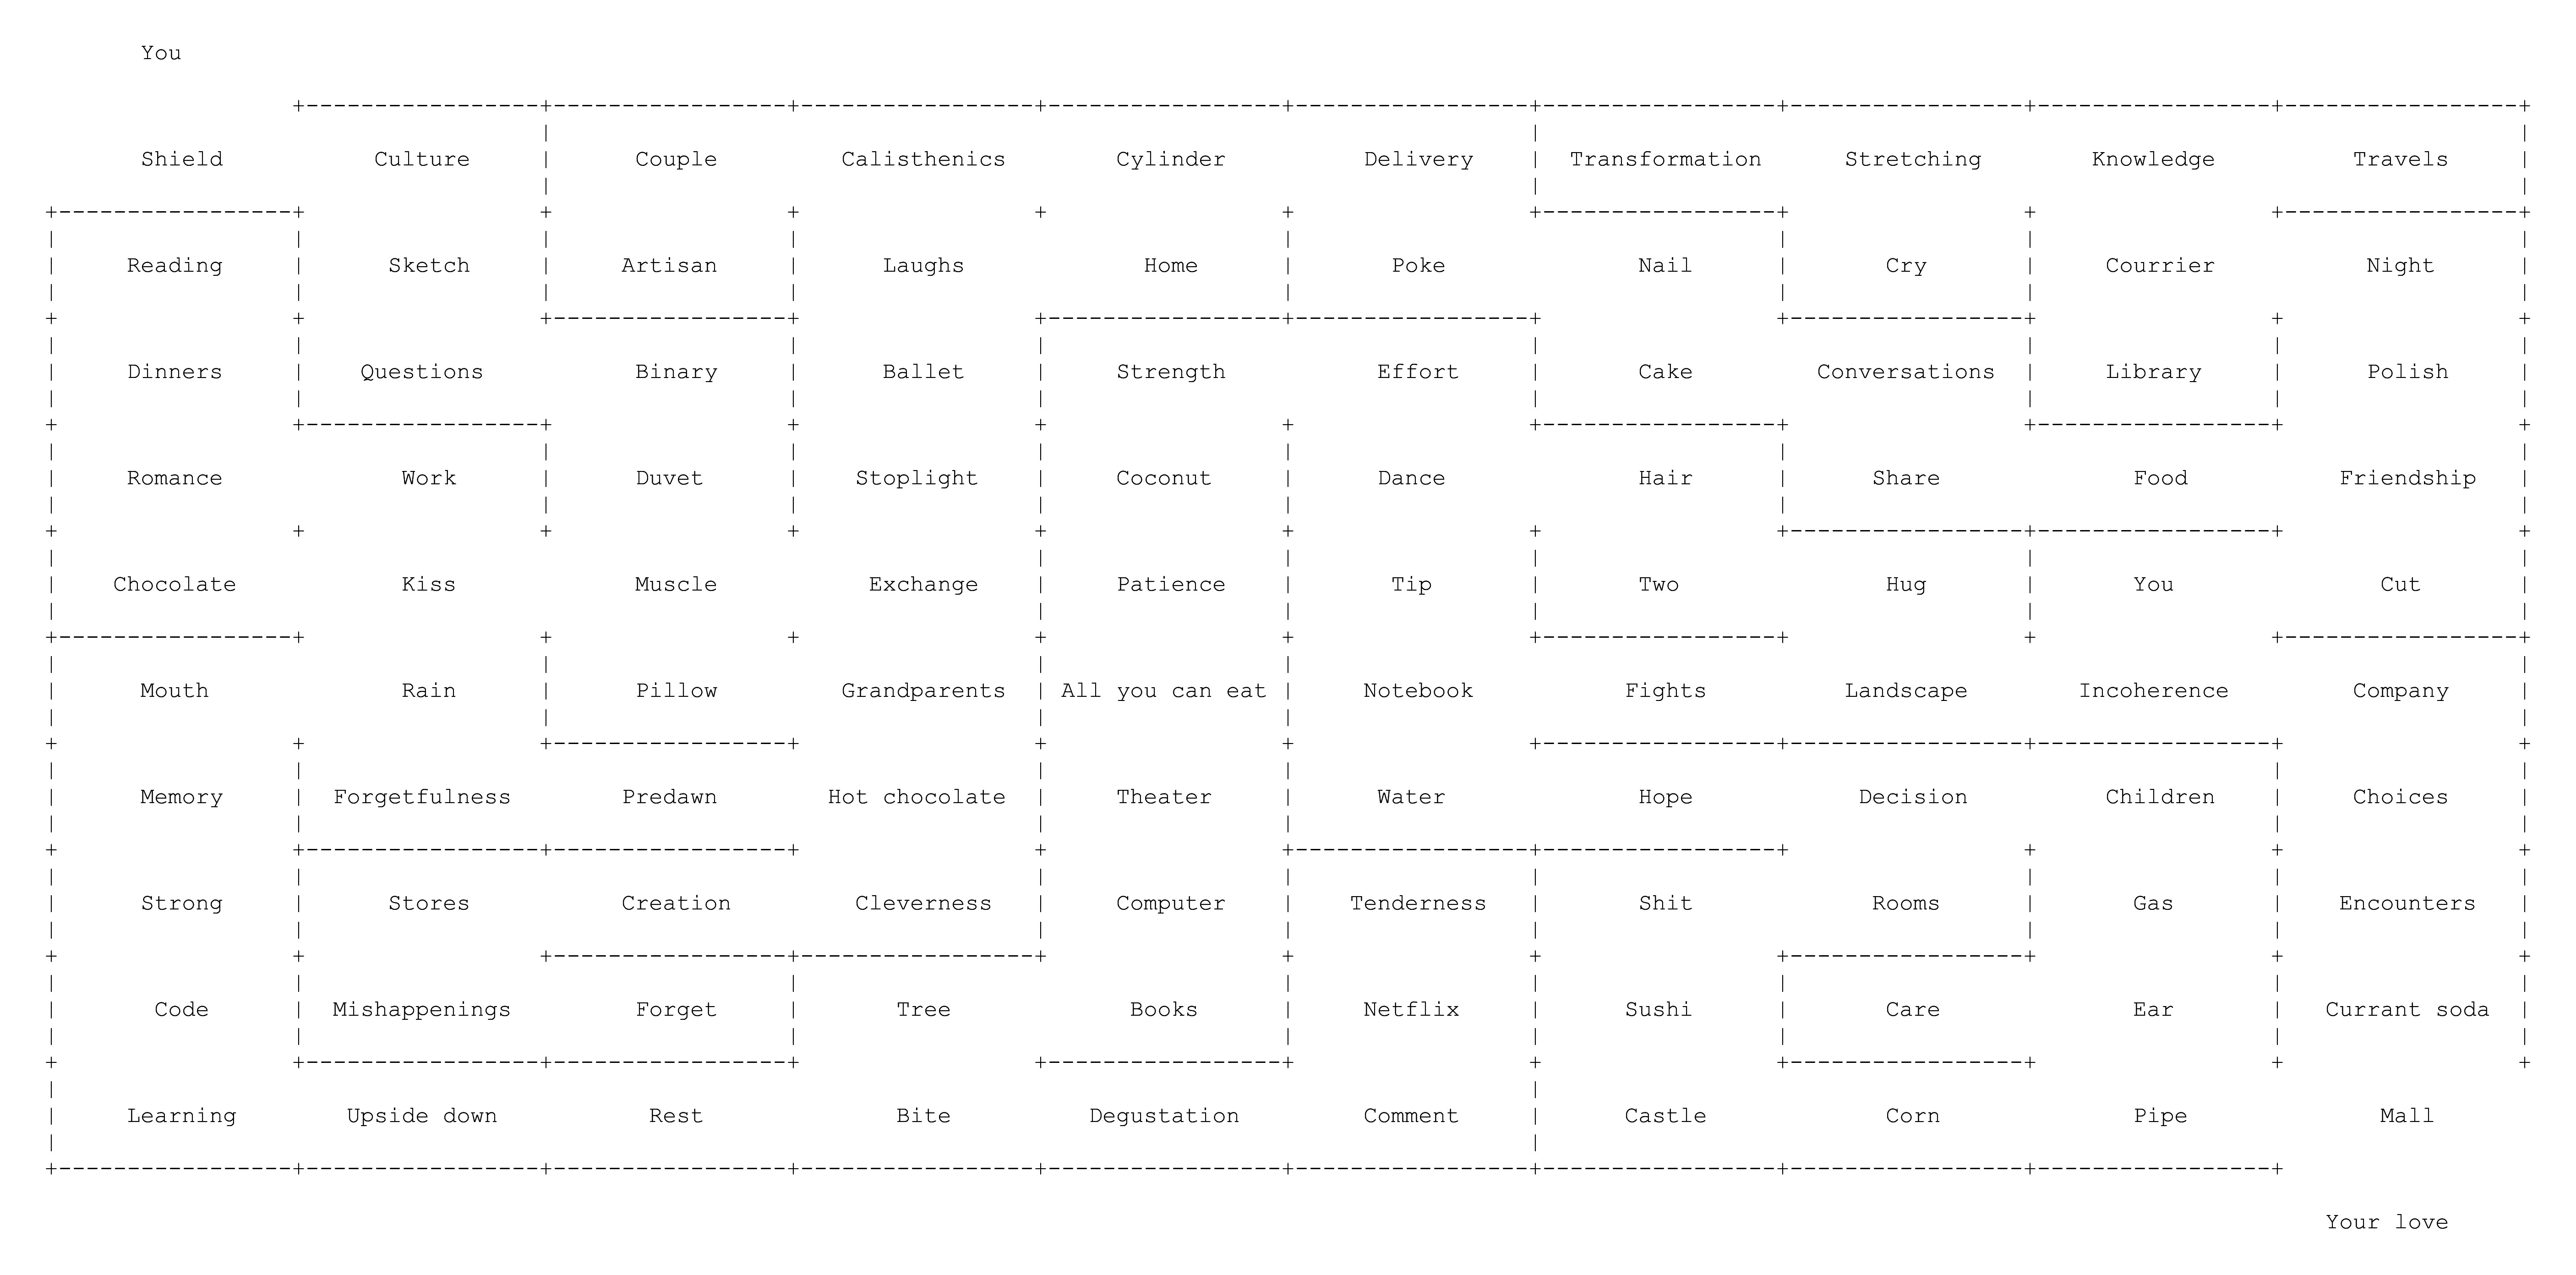 You
Shield Culture Couple Calisthenics Cylinder Delivery Transformation Stretching Knowledge Travels
Reading Sketch Artisan Laughs Home Poke Nail Cry Courrier Night
Dinners Questions Binary Ballet Strength Effort Cake Conversations Library Polish
Romance Work Duvet Stoplight Coconut Dance Hair Share Food Friendship
Chocolate Kiss Muscle Exchange Patience Tip Two Hug You Cut
Mouth Rain Pillow Grandparents All you can eat Notebook Fights Landscape Incoherence Company
Memory Forgetfulness Predawn Hot chocolate Theater Water Hope Decision Children Choices
Strong Stores Creation Cleverness Computer Tenderness Shit Rooms Gas Encounters
Code Mishappenings Forget Tree Books Netflix Sushi Care Ear Currant soda
Learning Upside down Rest Bite Degustation Comment Castle Corn Pipe Mall
Your love